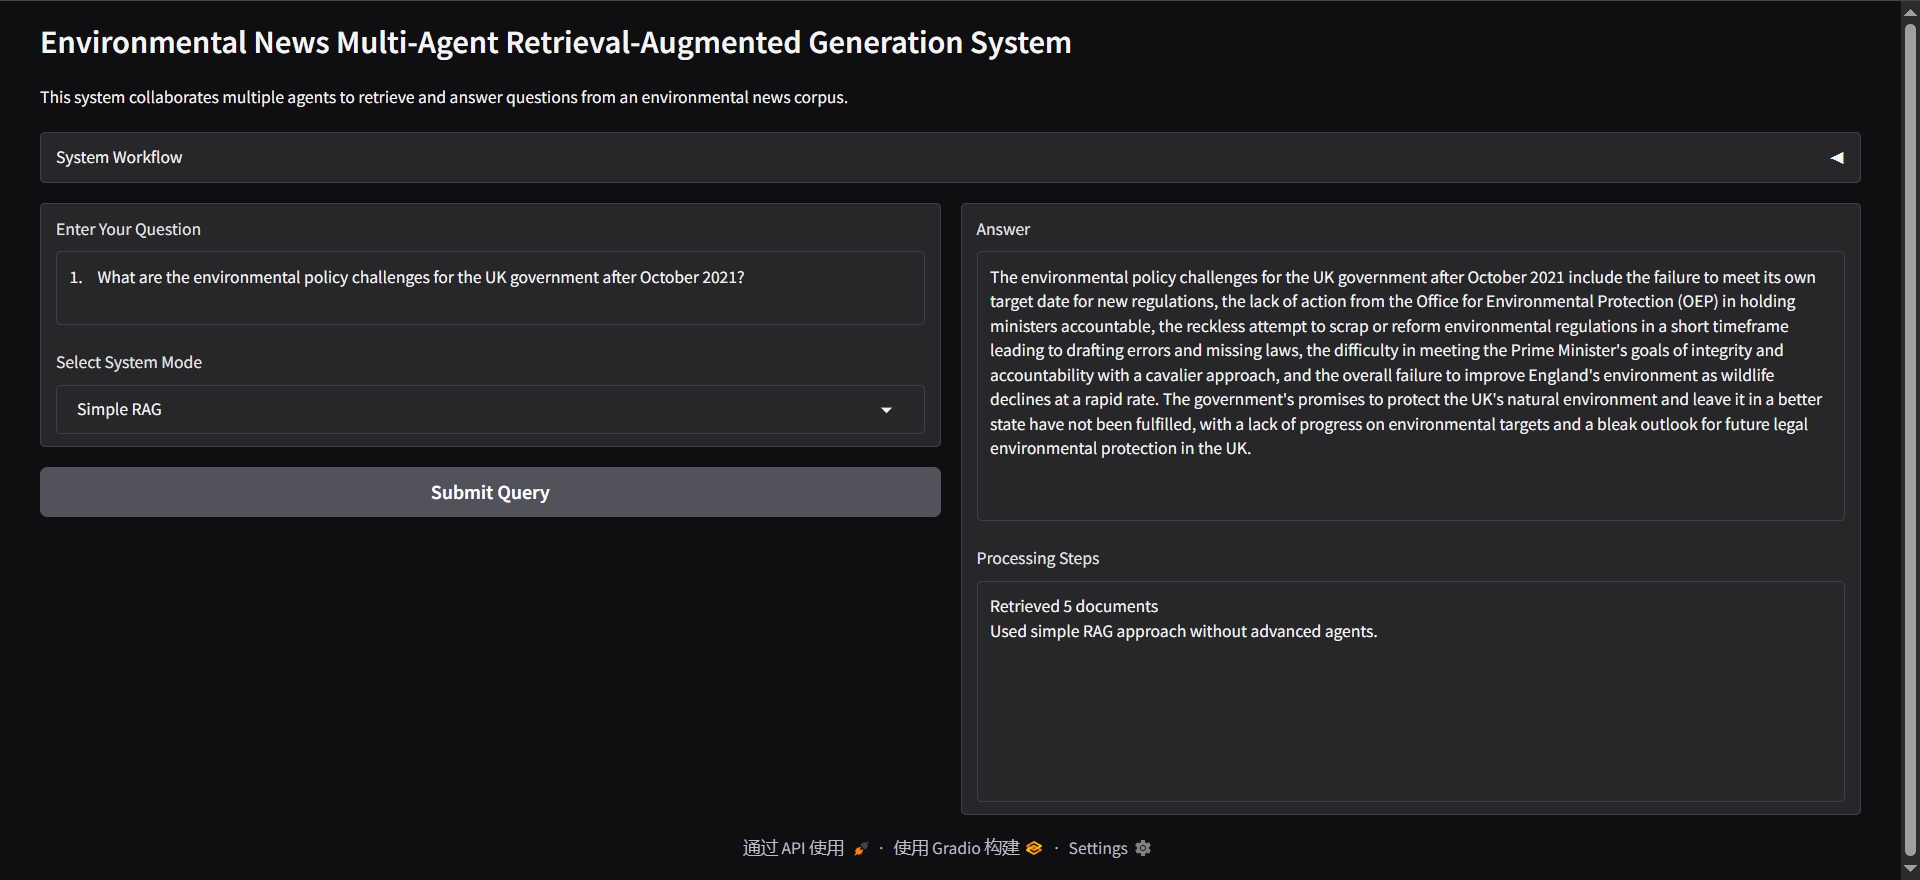 Environmental News Multi-Agent Retrieval-Augmented Generation System
This system collaborates multiple agents to retrieve and answer questions from an environmental news corpus.
System Workflow
Enter Your Question
1. What are the environmental policy challenges for the UK government after October 2021?
Select System Mode
Simple RAG
Submit Query
Answer
The environmental policy challenges for the UK government after October 2021 include the failure to meet its own
target date for new regulations, the lack of action from the Office for Environmental Protection (OEP) in holding
ministers accountable, the reckless attempt to scrap or reform environmental regulations in a short timeframe
leading to drafting errors and missing laws, the difficulty in meeting the Prime Minister's goals of integrity and
accountability with a cavalier approach, and the overall failure to improve England's environment as wildlife
declines at a rapid rate. The government's promises to protect the UK's natural environment and leave it in a better
state have not been fulfilled, with a lack of progress on environmental targets and a bleak outlook for future legal
environmental protection in the UK.
Processing Steps
Retrieved 5 documents
Used simple RAG approach without advanced agents.
通过 API 使用 · 使用 Gradio 构建 · Settings